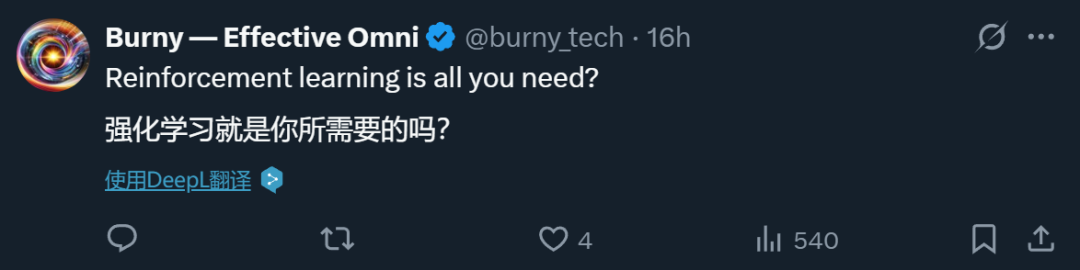 Burny — Effective Omni @burny_tech · 16h
Reinforcement learning is all you need?
强化学习就是你所需要的吗？
使用DeepL翻译
4 540